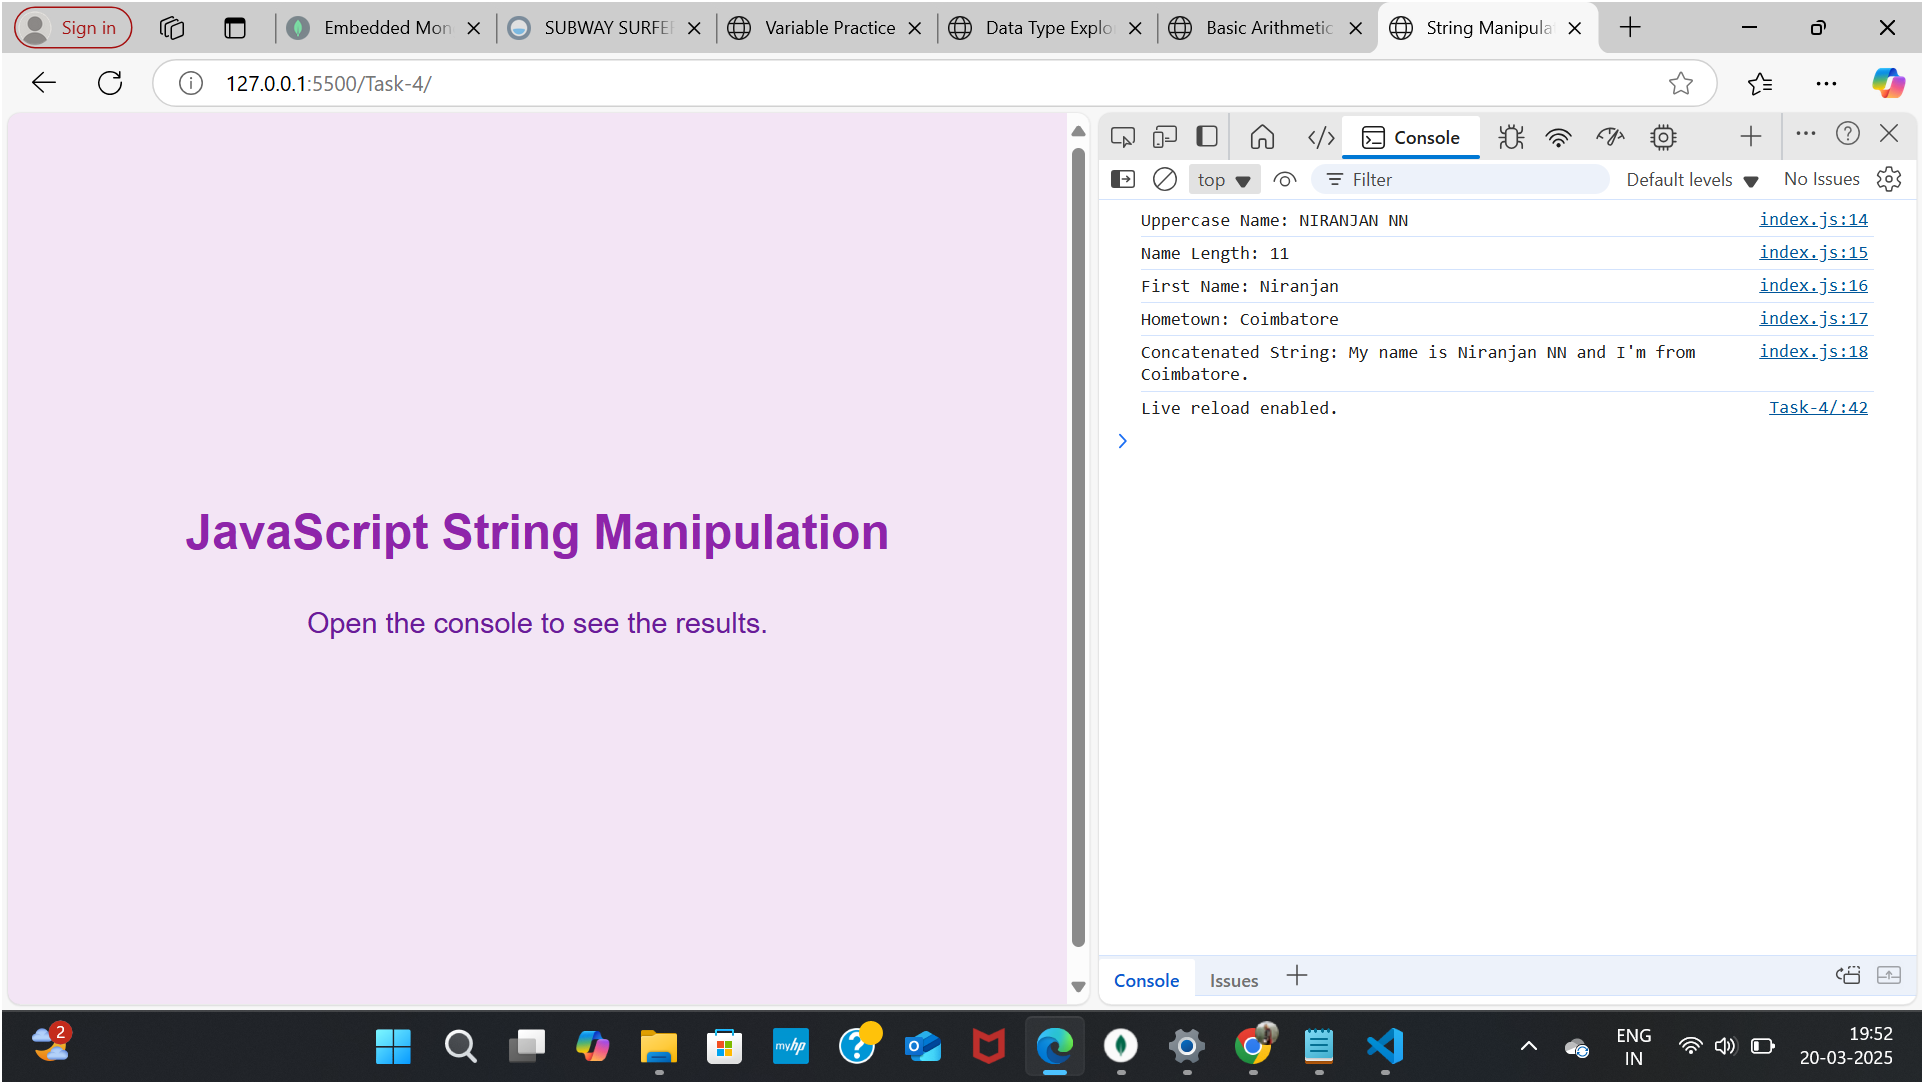 Sign in
Embedded Mon
SUBWAY SURFER
Variable Practice
Data Type Explo
Basic Arithmetic
String Manipulat
127.0.0.1:5500/Task-4/
Console
top
Filter
Default levels
No Issues
Uppercase Name: NIRANJAN NN index.js:14
Name Length: 11 index.js:15
First Name: Niranjan index.js:16
Hometown: Coimbatore index.js:17
Concatenated String: My name is Niranjan NN and I'm from index.js:18
Coimbatore.
Live reload enabled. Task-4/:42
JavaScript String Manipulation
Open the console to see the results.
Console
Issues
2
myhp
ENG
IN
19:52
20-03-2025